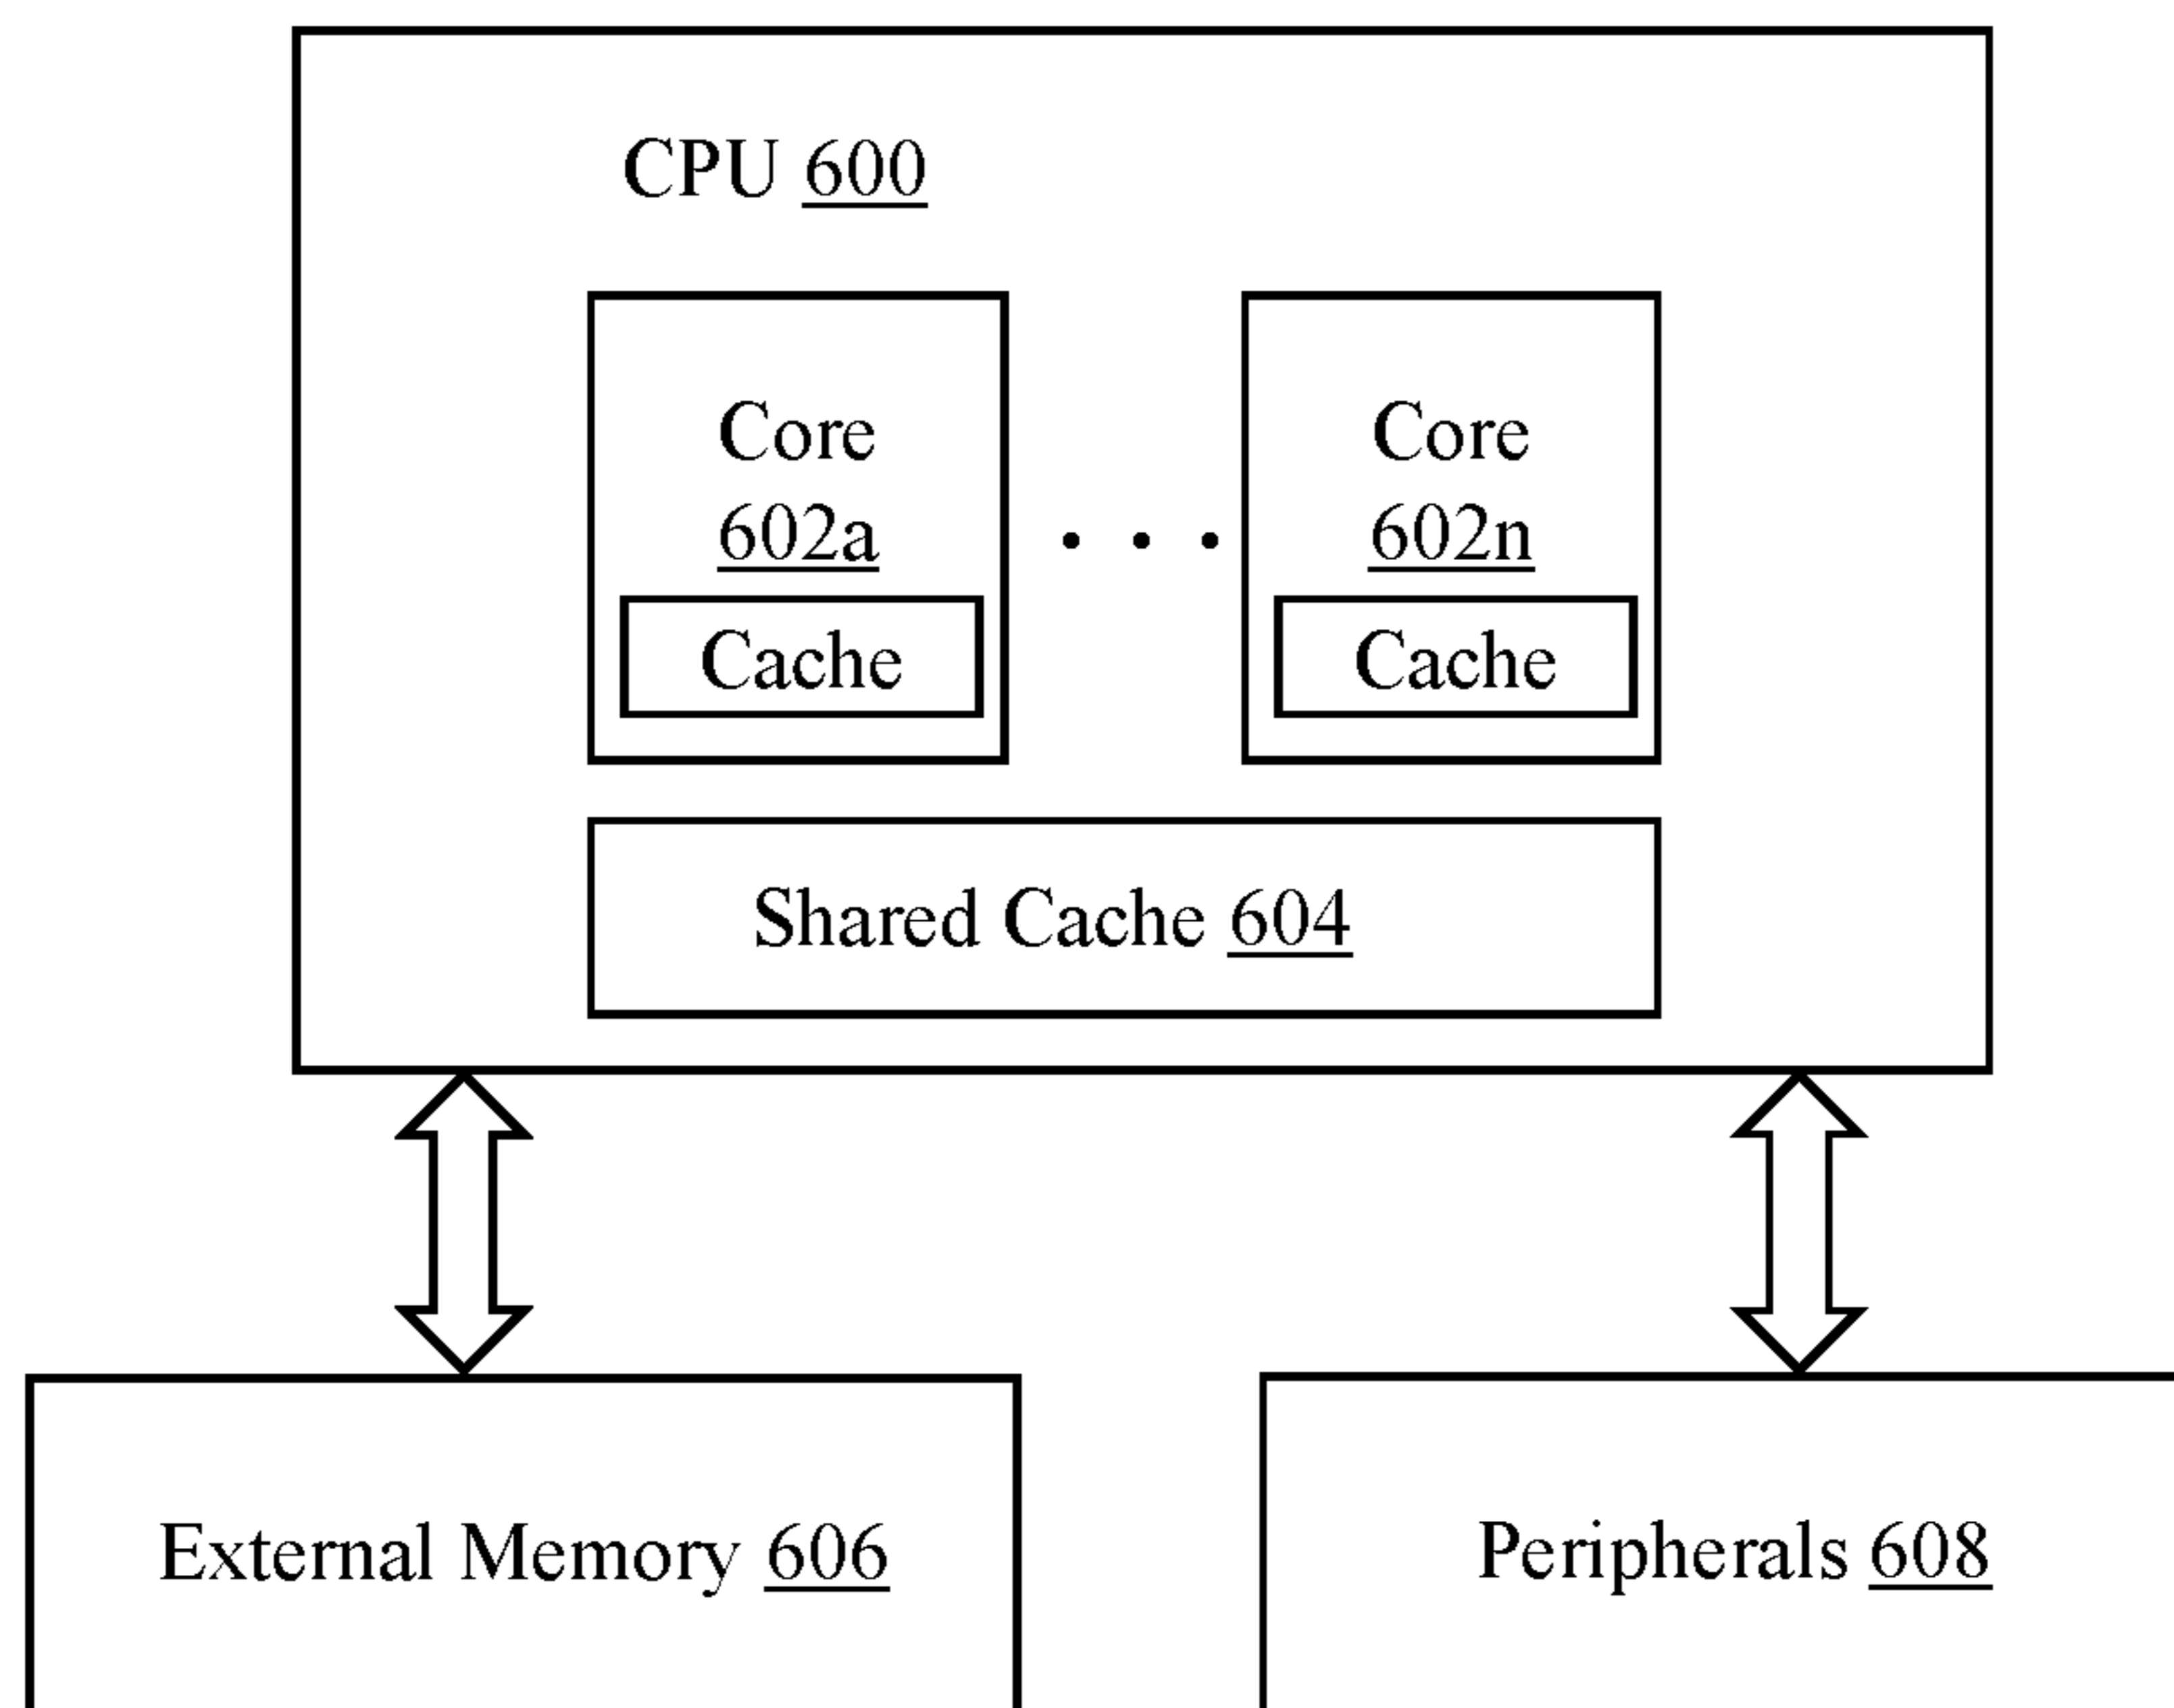 CPU 600
Core
602a
Cache
. . .
Core
602n
Cache
Shared Cache 604
External Memory 606
Peripherals 608